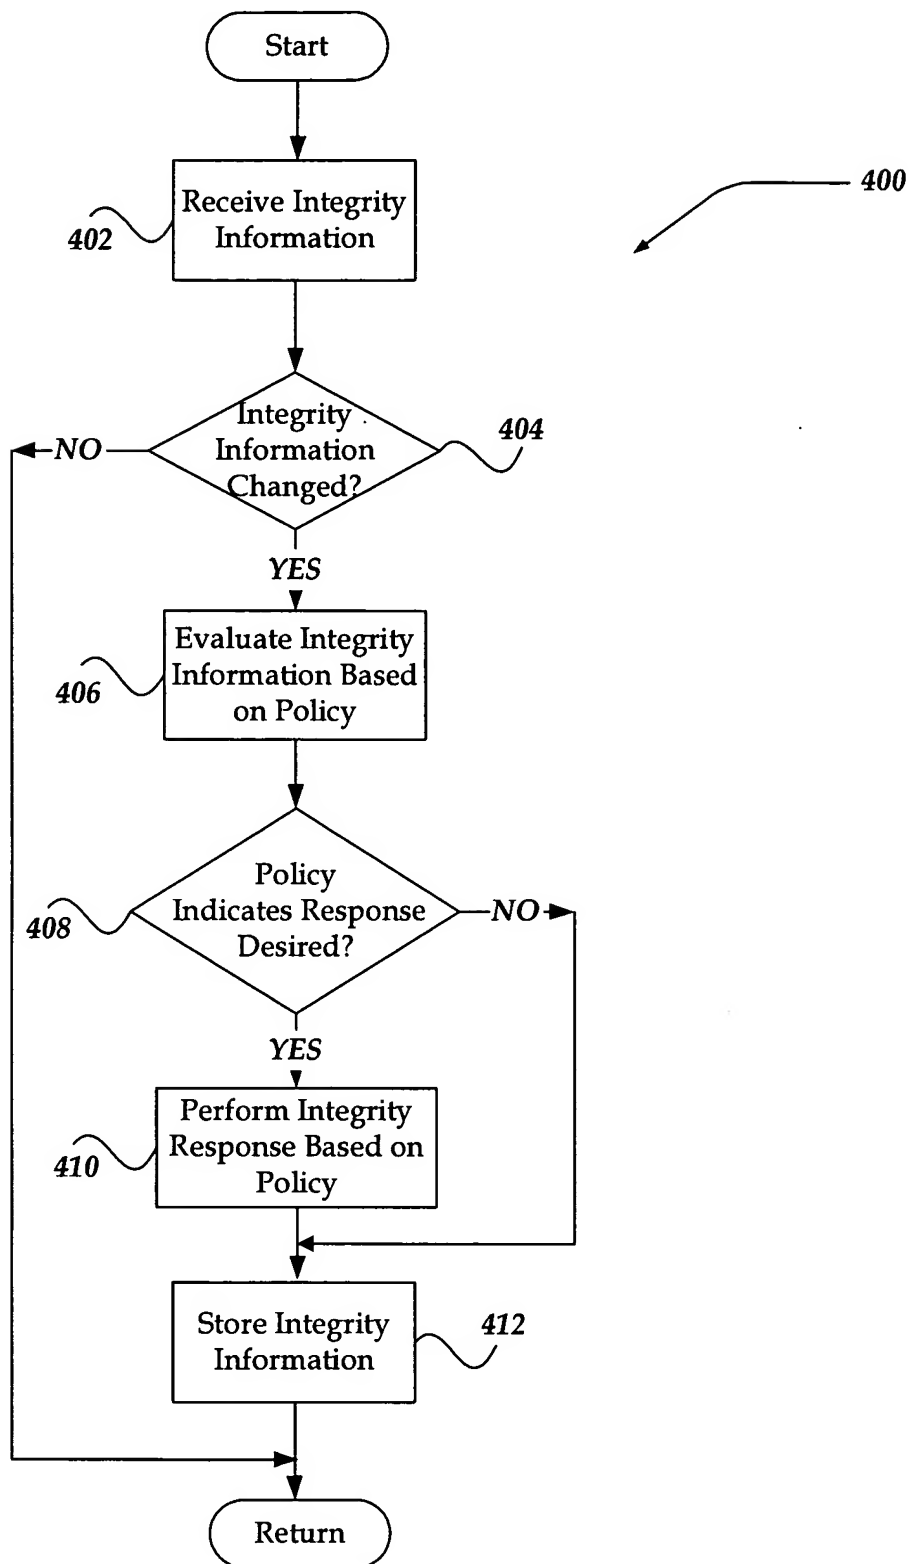 Start
400
Receive Integrity
Information
402
Integrity
Information
Changed?
404
NO
YES
Evaluate Integrity
Information Based
on Policy
406
Policy
Indicates Response
Desired?
408
NO
YES
Perform Integrity
Response Based on
Policy
410
Store Integrity
Information
412
Return